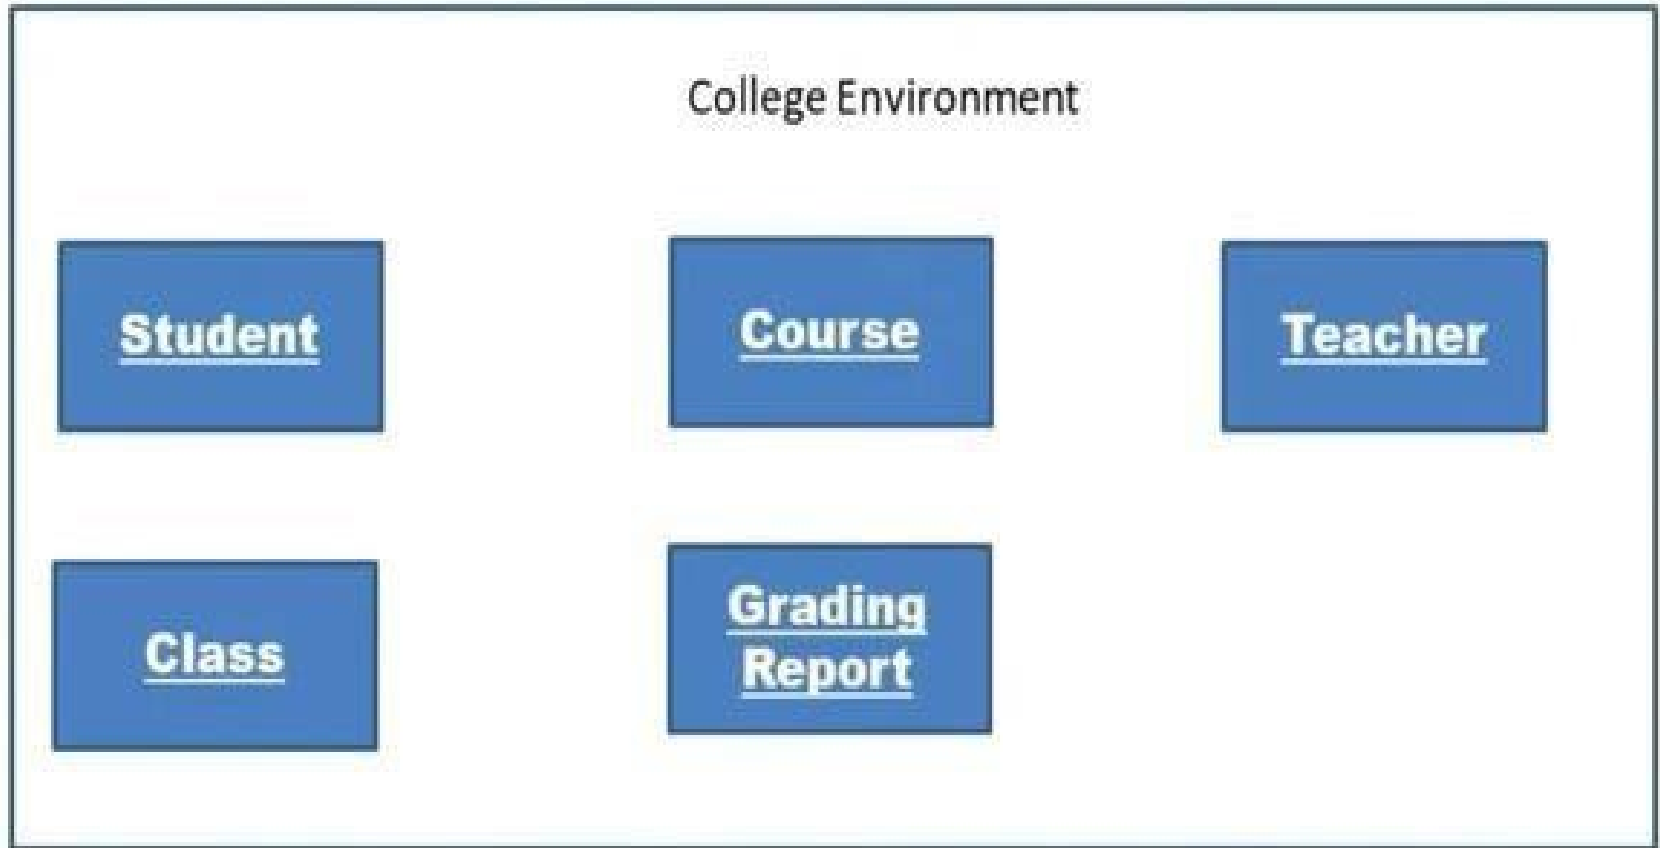 College Environment
Student
Course
Teacher
Class
Grading
Report